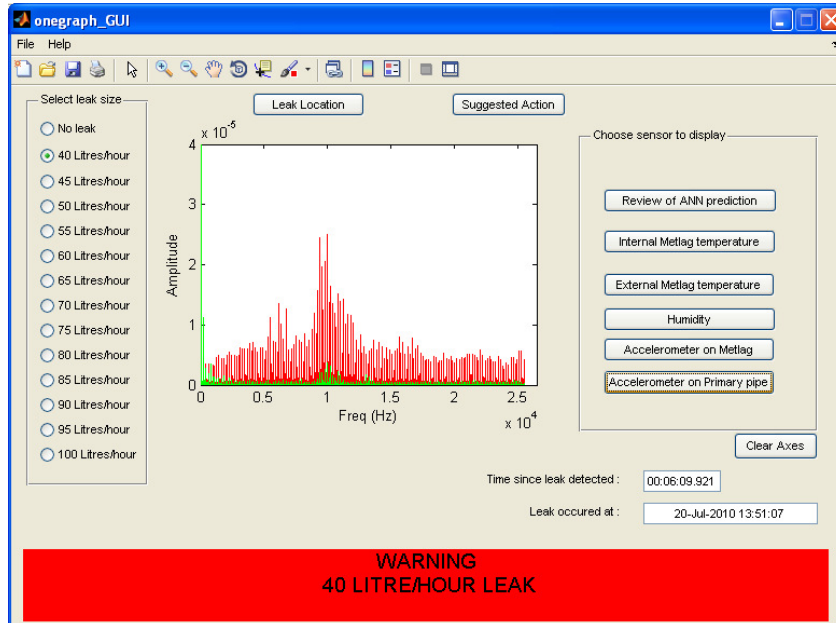 onegraph_GUI
File Help
Select leak size
No leak
40 Litres/hour
45 Litres/hour
50 Litres/hour
55 Litres/hour
60 Litres/hour
65 Litres/hour
70 Litres/hour
75 Litres/hour
80 Litres/hour
85 Litres/hour
90 Litres/hour
95 Litres/hour
100 Litres/hour
Leak Location
Suggested Action
x 10-5
4
3
2
1
0
Amplitude
0 0.5 1 1.5 2 2.5
Freq (Hz)
x 104
Choose sensor to display
Review of ANN prediction
Internal Metlag temperature
External Metlag temperature
Humidity
Accelerometer on Metlag
Accelerometer on Primary pipe
Clear Axes
Time since leak detected : 00:06:09.921
Leak occured at : 20-Jul-2010 13:51:07
WARNING
40 LITRE/HOUR LEAK